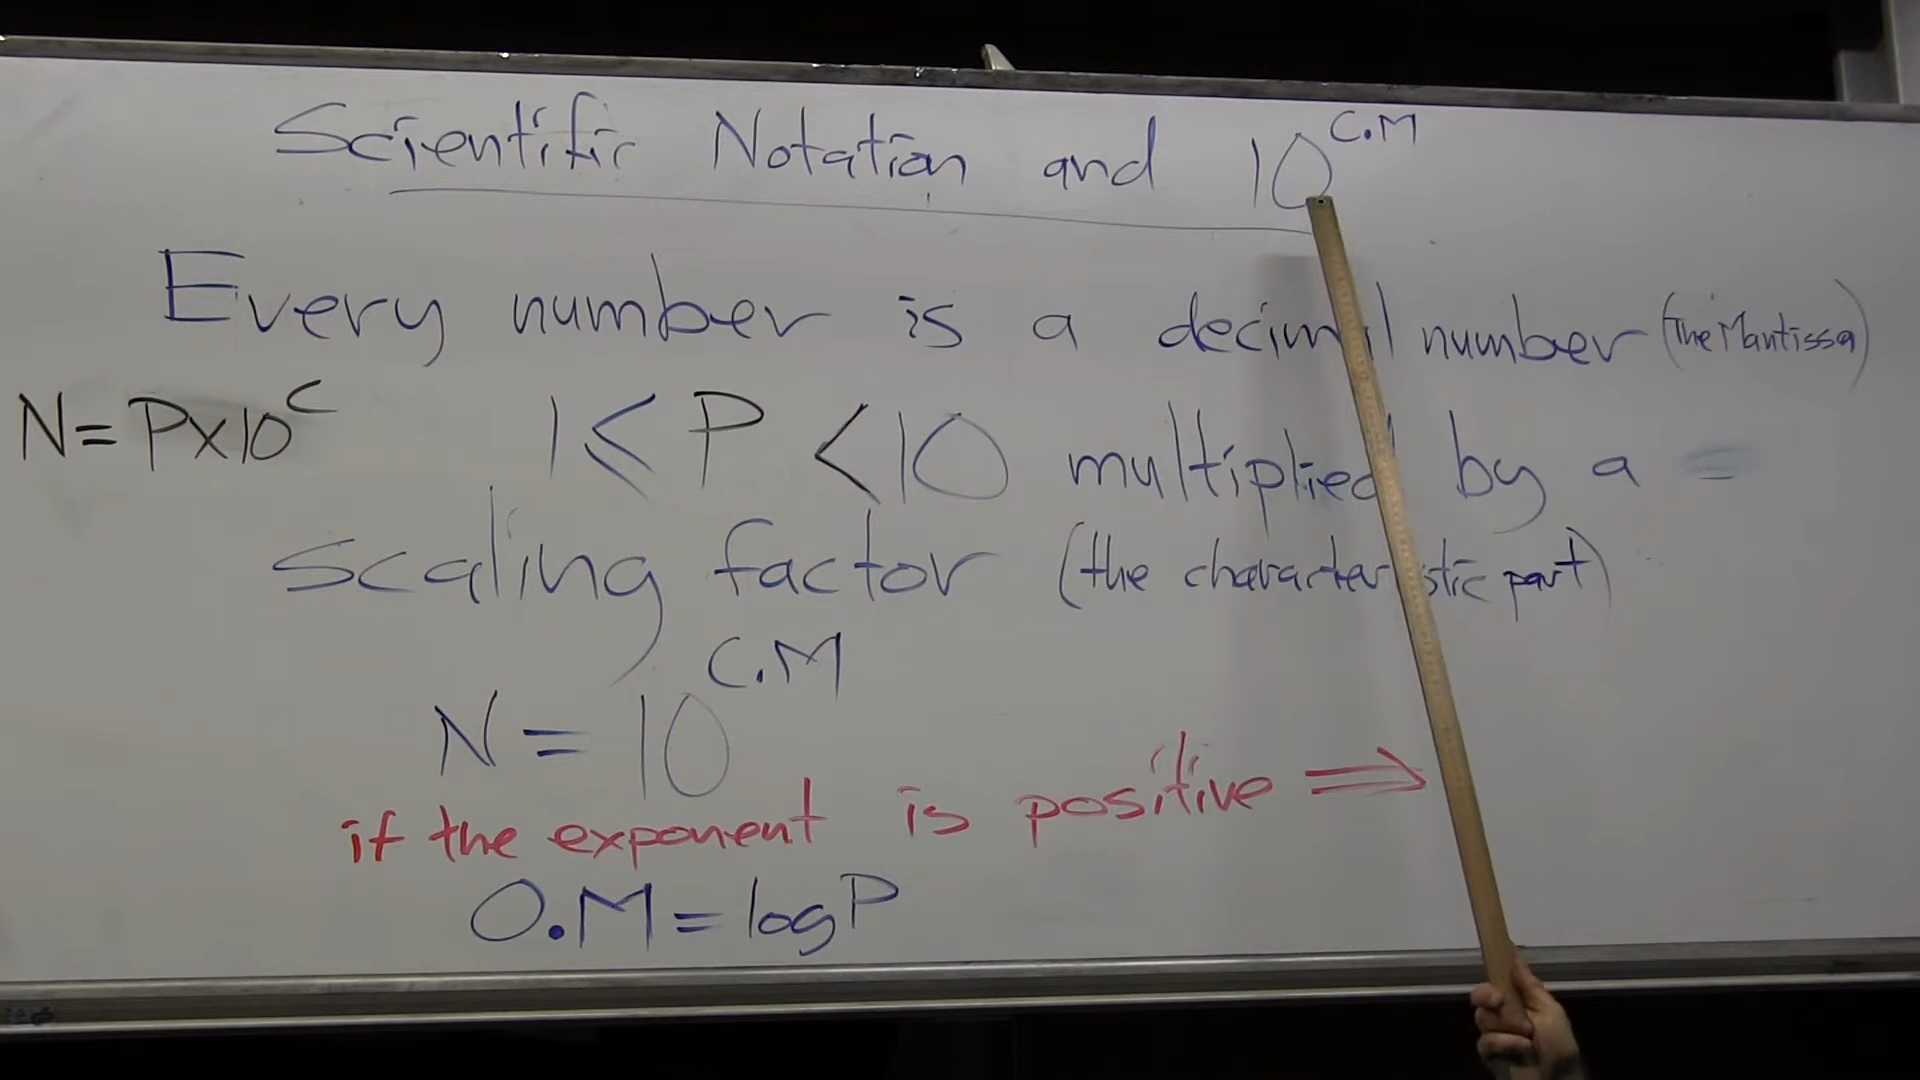 Scientific Notation and 10^C.M
Every number is a decimal number (the Mantissa)
N=P×10^C 1≤P<10 multiplied by a =
scaling factor (the characteristic part)
N=10^C.M
if the exponent is positive ⇒
0.M=logP